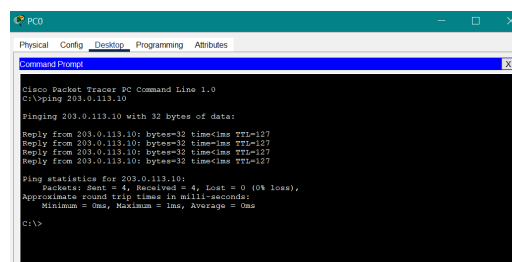 PC0
Physical Config Desktop Programming Attributes
Command Prompt X
Cisco Packet Tracer PC Command Line 1.0
C:\>ping 203.0.113.10
Pinging 203.0.113.10 with 32 bytes of data:
Reply from 203.0.113.10: bytes=32 time<1ms TTL=127
Reply from 203.0.113.10: bytes=32 time<1ms TTL=127
Reply from 203.0.113.10: bytes=32 time<1ms TTL=127
Reply from 203.0.113.10: bytes=32 time<1ms TTL=127
Ping statistics for 203.0.113.10:
Packets: Sent = 4, Received = 4, Lost = 0 (0% loss),
Approximate round trip times in milli-seconds:
Minimum = 0ms, Maximum = 1ms, Average = 0ms
C:\>